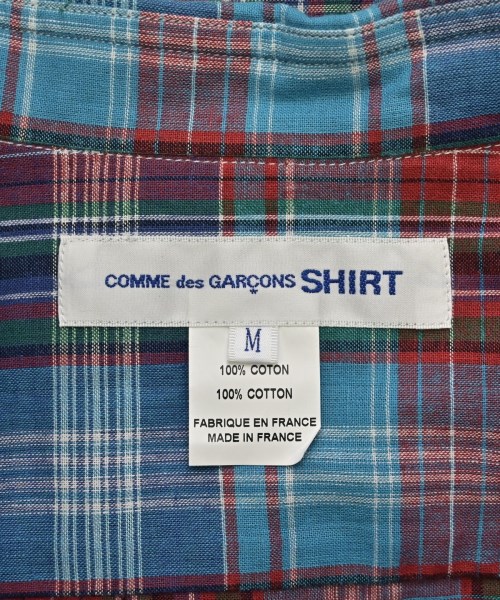 COMME des GARÇONS SHIRT
M
100% COTON
100% COTTON
FABRIQUE EN FRANCE
MADE IN FRANCE